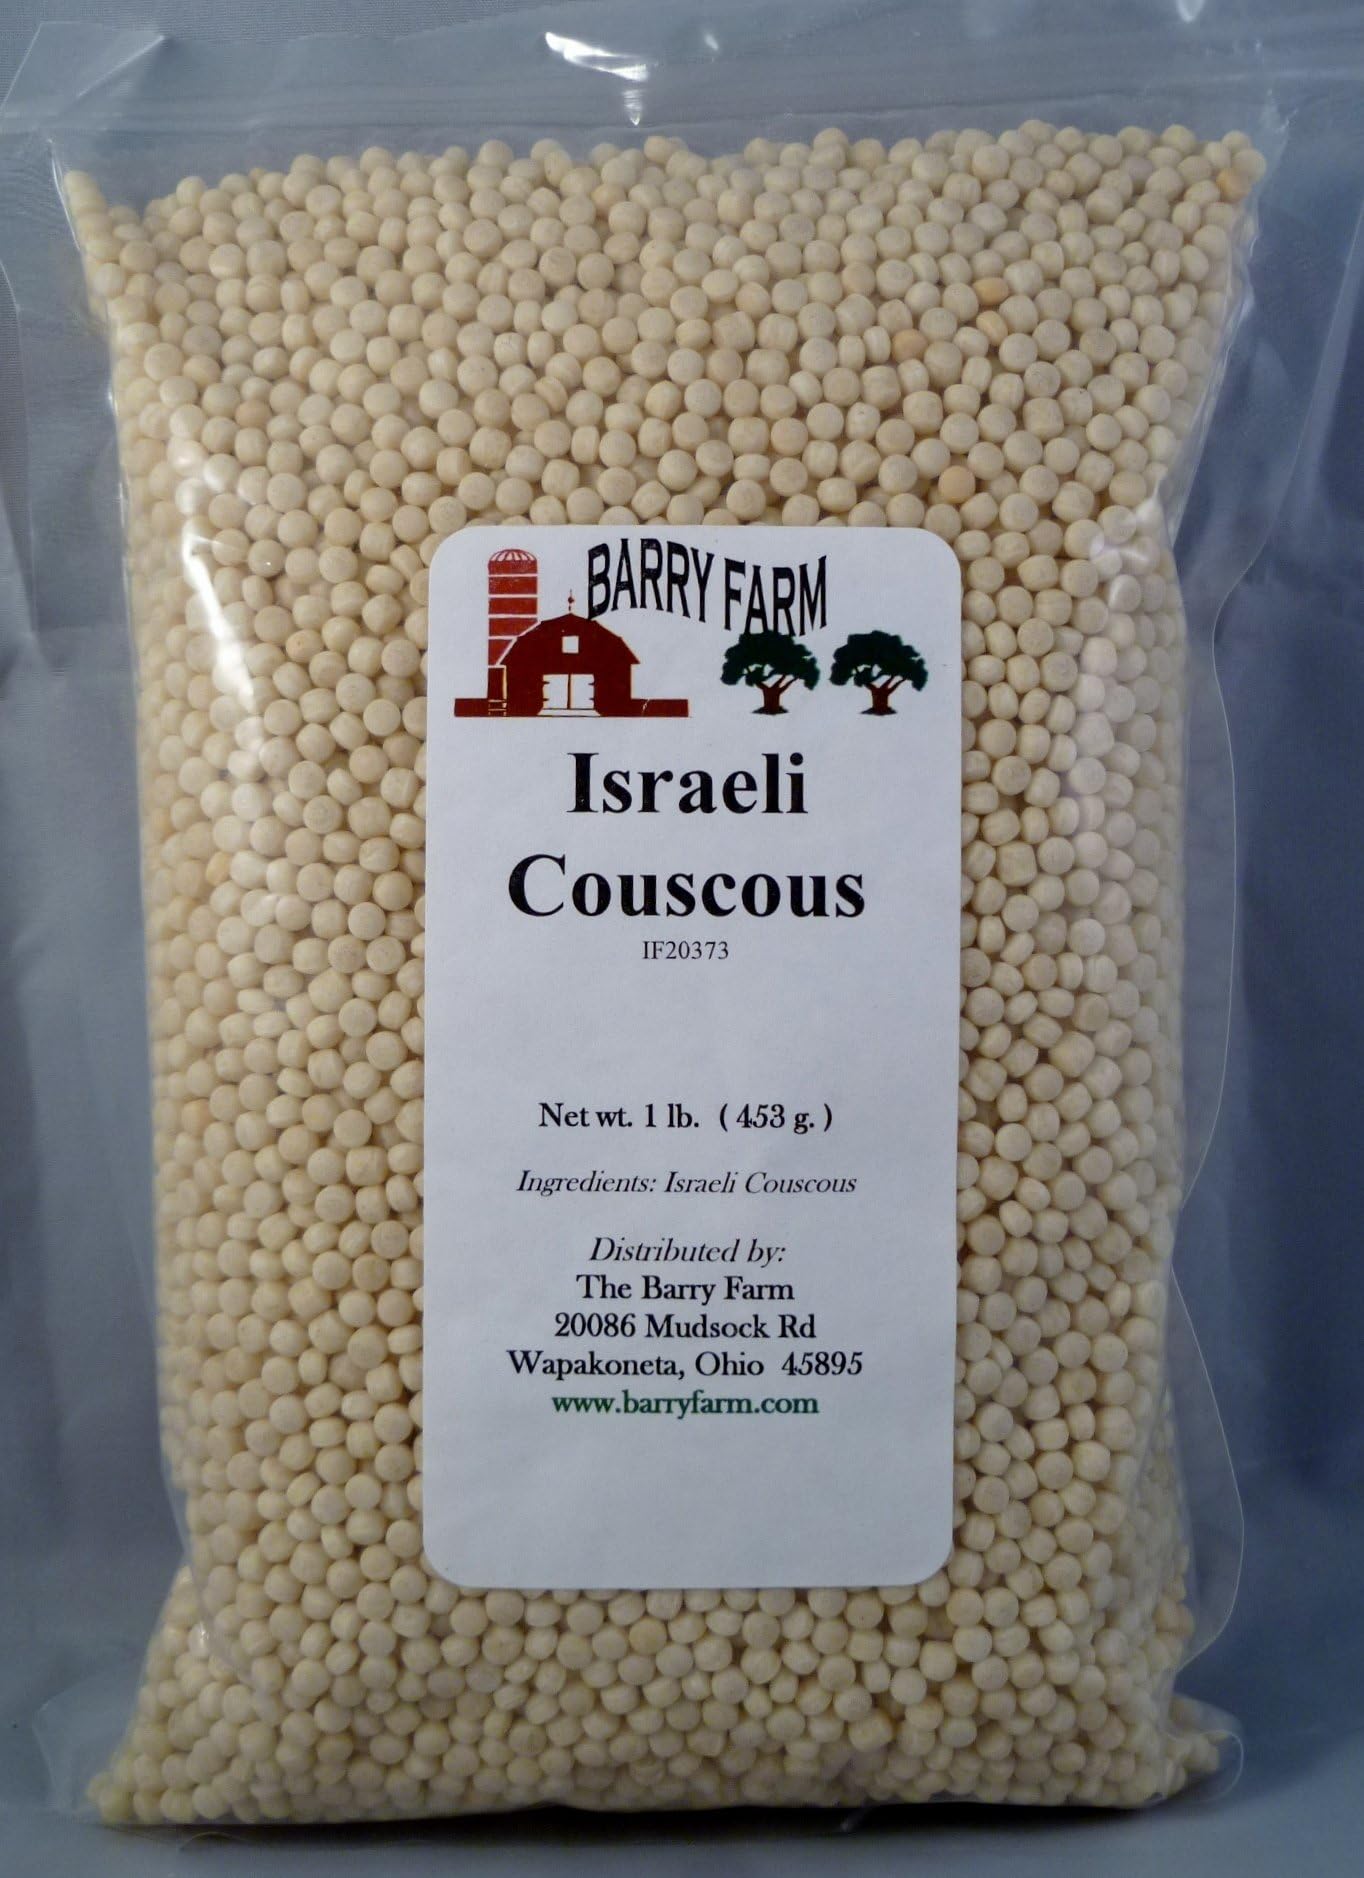 BARRY FARM
Israeli
Couscous
IF20373
Net wt. 1 lb. ( 453 g. )
Ingredients: Israeli Couscous
Distributed by:
The Barry Farm
20086 Mudsock Rd
Wapakoneta, Ohio 45895
www.barryfarm.com